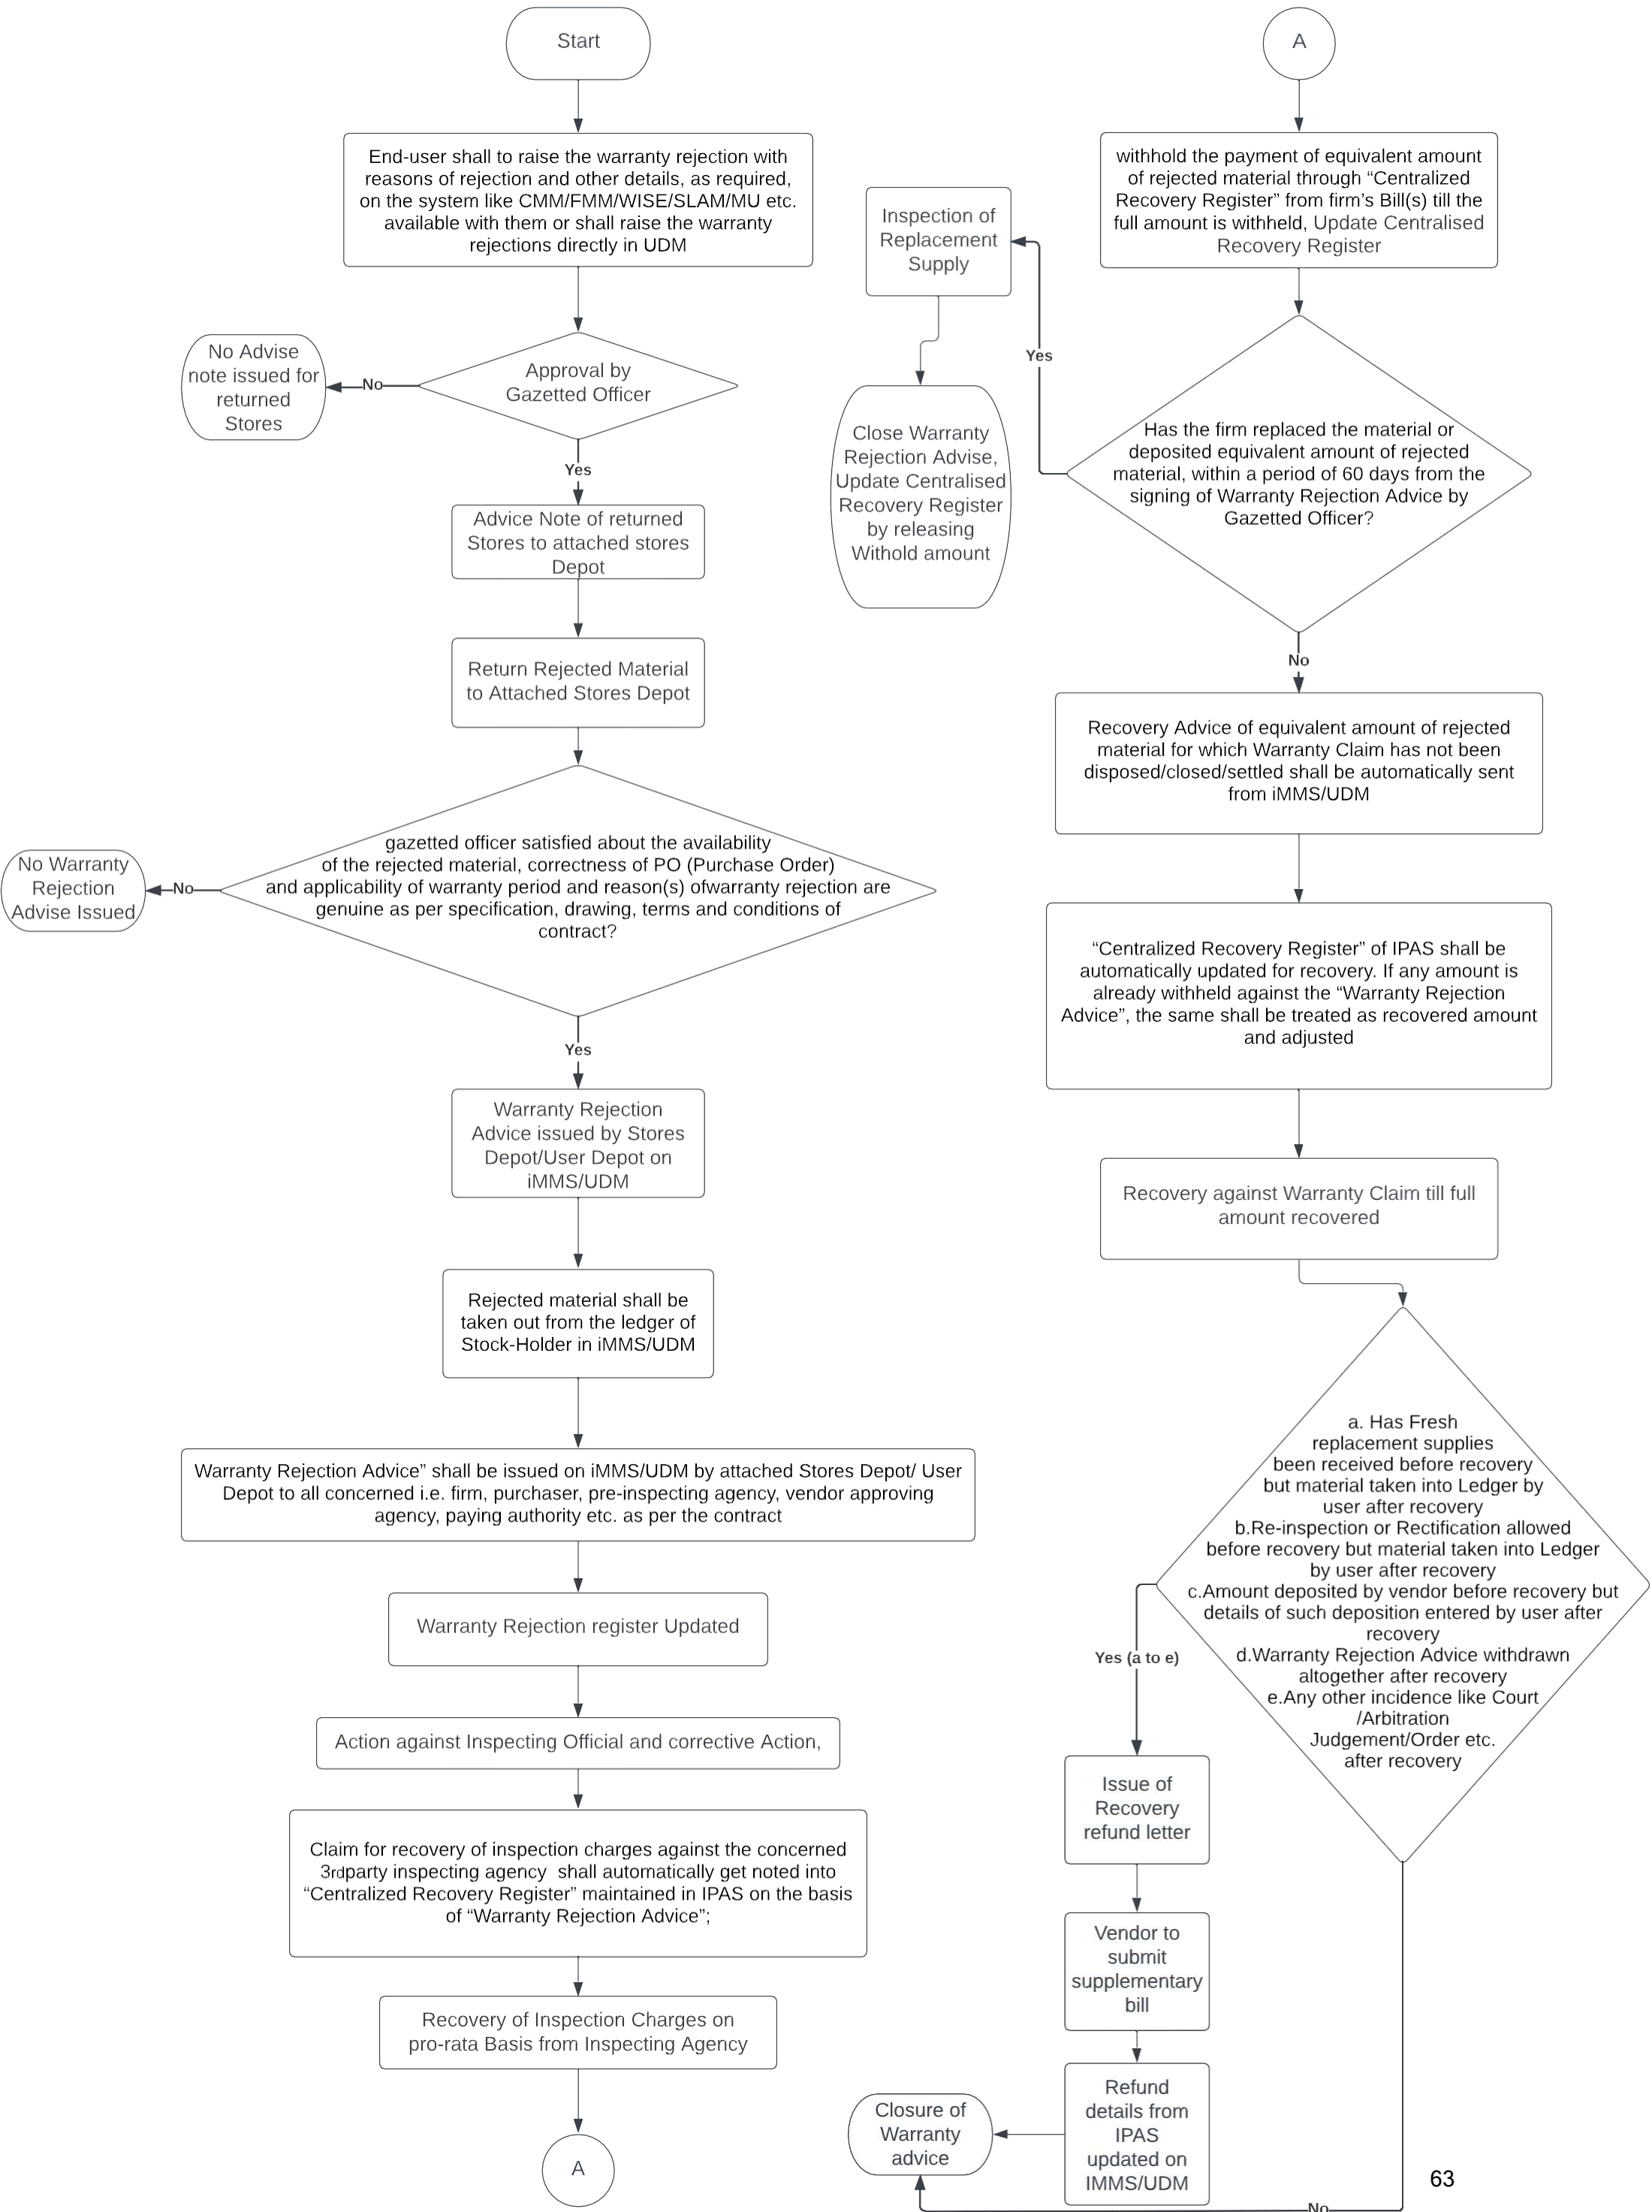 Start
End-user shall to raise the warranty rejection with
reasons of rejection and other details, as required,
on the system like CMM/FMM/WISE/SLAM/MU etc.
available with them or shall raise the warranty
rejections directly in UDM
Approval by
Gazetted Officer
No
No Advise
note issued for
returned
Stores
Yes
Advice Note of returned
Stores to attached stores
Depot
Return Rejected Material
to Attached Stores Depot
gazetted officer satisfied about the availability
of the rejected material, correctness of PO (Purchase Order)
and applicability of warranty period and reason(s) ofwarranty rejection are
genuine as per specification, drawing, terms and conditions of
contract?
No
No Warranty
Rejection
Advise Issued
Yes
Warranty Rejection
Advice issued by Stores
Depot/User Depot on
iMMS/UDM
Rejected material shall be
taken out from the ledger of
Stock-Holder in iMMS/UDM
Warranty Rejection Advice” shall be issued on iMMS/UDM by attached Stores Depot/ User
Depot to all concerned i.e. firm, purchaser, pre-inspecting agency, vendor approving
agency, paying authority etc. as per the contract
Warranty Rejection register Updated
Action against Inspecting Official and corrective Action,
Claim for recovery of inspection charges against the concerned
3rdparty inspecting agency shall automatically get noted into
“Centralized Recovery Register” maintained in IPAS on the basis
of “Warranty Rejection Advice”;
Recovery of Inspection Charges on
pro-rata Basis from Inspecting Agency
A
A
withhold the payment of equivalent amount
of rejected material through “Centralized
Recovery Register” from firm’s Bill(s) till the
full amount is withheld, Update Centralised
Recovery Register
Has the firm replaced the material or
deposited equivalent amount of rejected
material, within a period of 60 days from the
signing of Warranty Rejection Advice by
Gazetted Officer?
Yes
Inspection of
Replacement
Supply
Close Warranty
Rejection Advise,
Update Centralised
Recovery Register
by releasing
Withold amount
No
Recovery Advice of equivalent amount of rejected
material for which Warranty Claim has not been
disposed/closed/settled shall be automatically sent
from iMMS/UDM
“Centralized Recovery Register” of IPAS shall be
automatically updated for recovery. If any amount is
already withheld against the “Warranty Rejection
Advice”, the same shall be treated as recovered amount
and adjusted
Recovery against Warranty Claim till full
amount recovered
a. Has Fresh
replacement supplies
been received before recovery
but material taken into Ledger by
user after recovery
b.Re-inspection or Rectification allowed
before recovery but material taken into Ledger
by user after recovery
c.Amount deposited by vendor before recovery but
details of such deposition entered by user after
recovery
d.Warranty Rejection Advice withdrawn
altogether after recovery
e.Any other incidence like Court
/Arbitration
Judgement/Order etc.
after recovery
Yes (a to e)
Issue of
Recovery
refund letter
Vendor to
submit
supplementary
bill
Refund
details from
IPAS
updated on
IMMS/UDM
Closure of
Warranty
advice
No
63